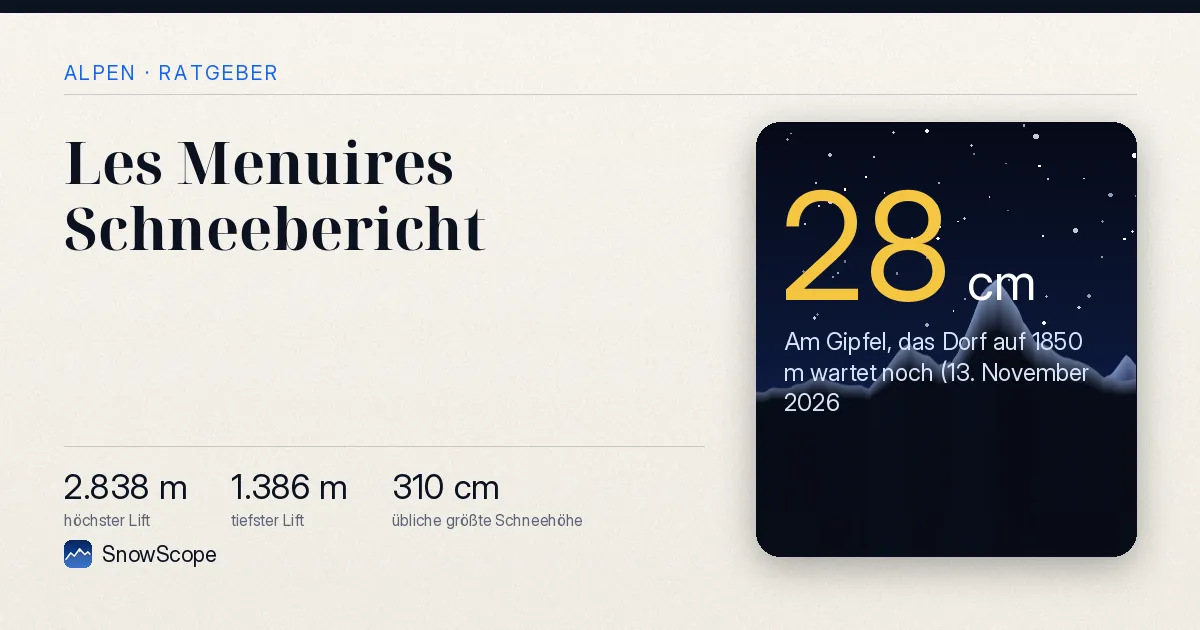 ALPEN · RATGEBER
Les Menuires
Schneebericht
28 cm
Am Gipfel, das Dorf auf 1850
m wartet noch (13. November
2026
2.838 m
höchster Lift
1.386 m
tiefster Lift
310 cm
übliche größte Schneehöhe
SnowScope